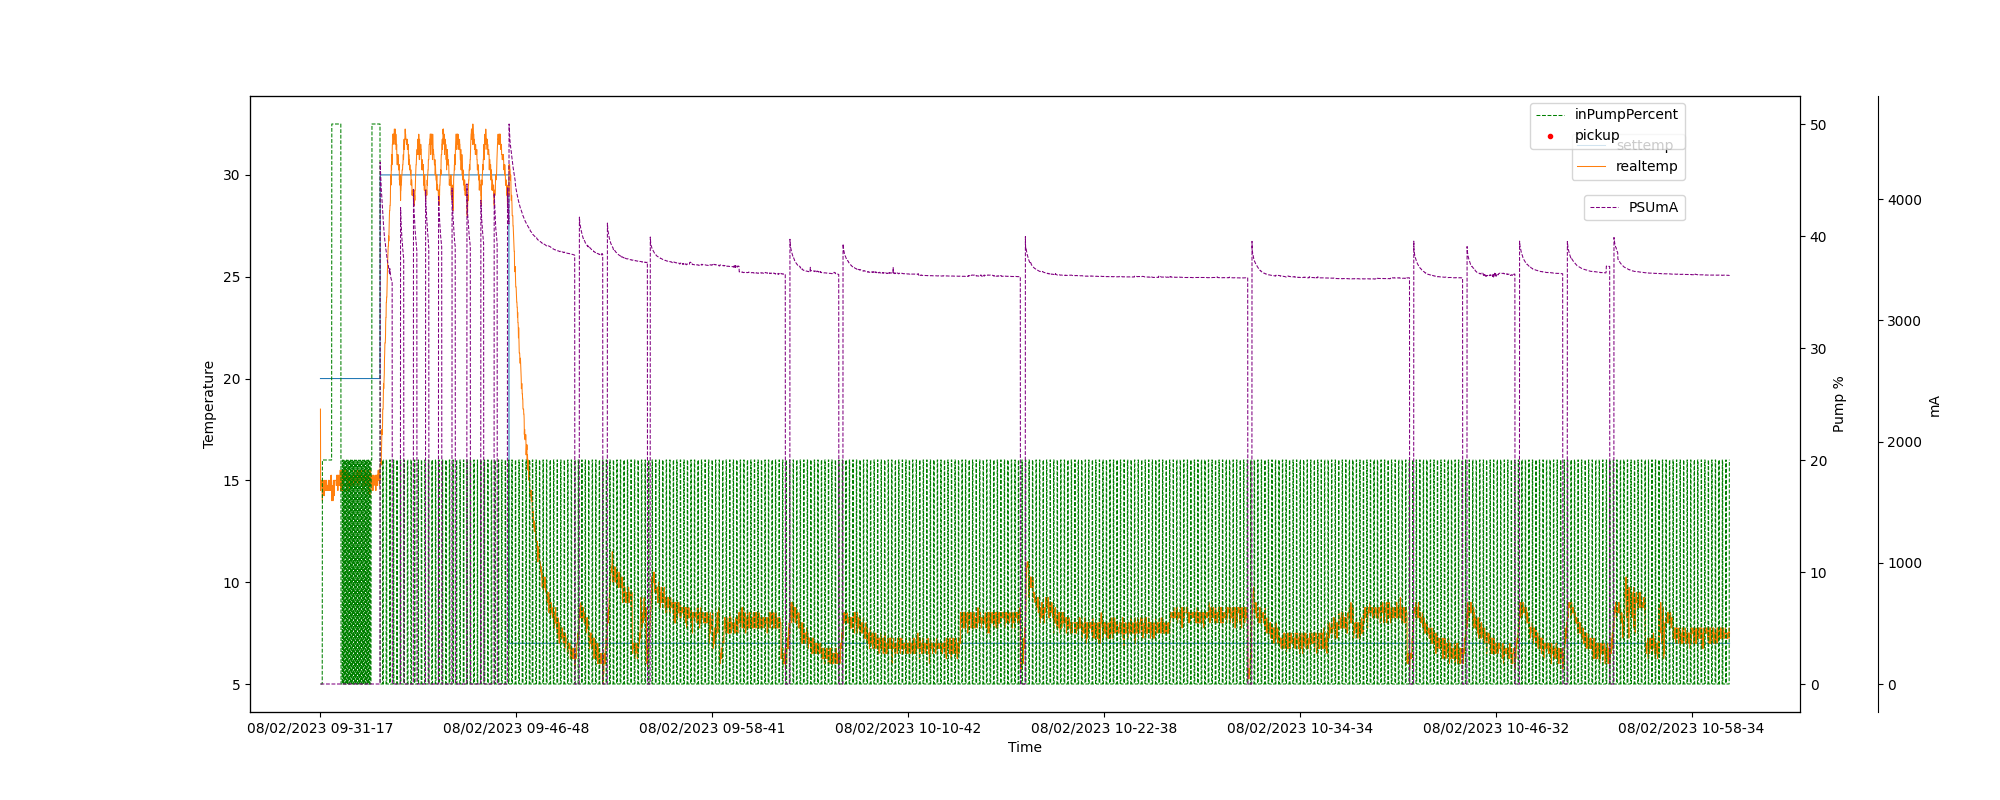 inPumpPercent
pickup
settemp
realtemp
PSUmA
Temperature
30
25
20
15
10
5
50
40
30
20
10
0
Pump %
4000
3000
2000
1000
0
mA
08/02/2023 09-31-17
08/02/2023 09-46-48
08/02/2023 09-58-41
08/02/2023 10-10-42
08/02/2023 10-22-38
08/02/2023 10-34-34
08/02/2023 10-46-32
08/02/2023 10-58-34
Time